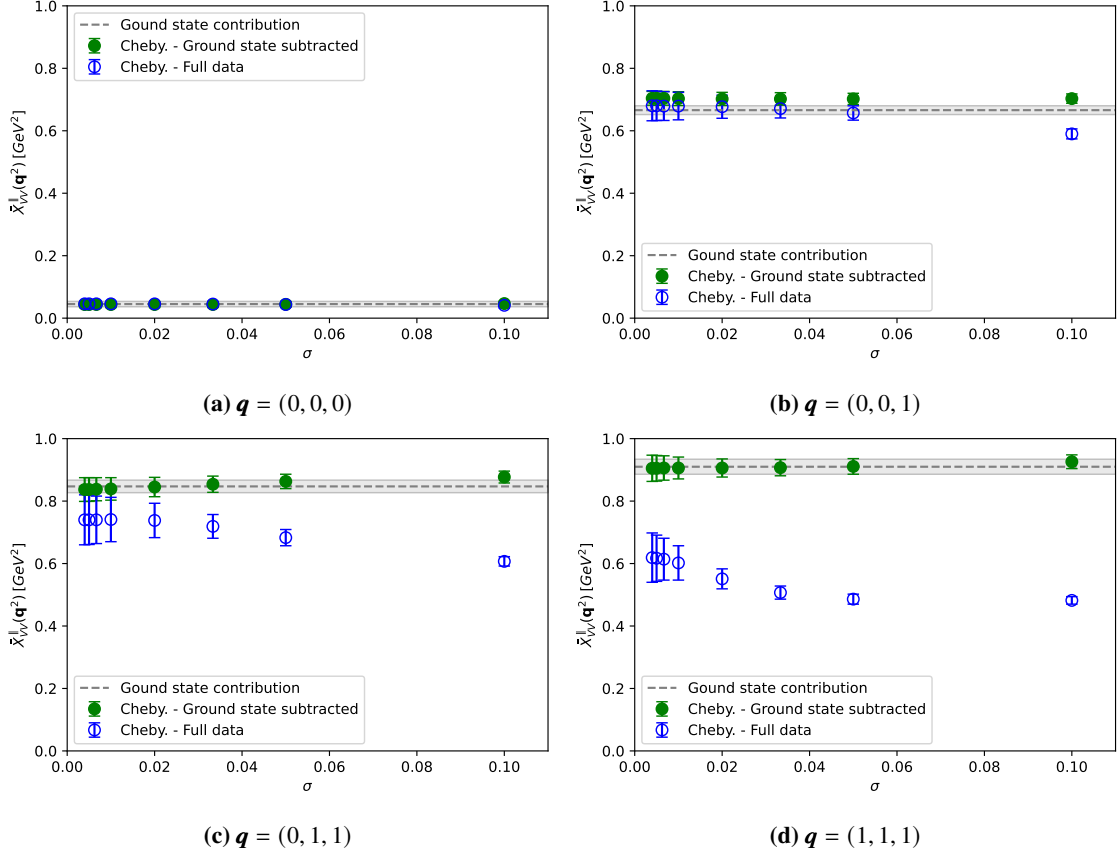 Gound state contribution
Cheby. - Ground state subtracted
Cheby. - Full data
1.0
0.8
0.6
0.4
0.2
0.0
0.00 0.02 0.04 0.06 0.08 0.10
σ
X̄^∥_VV(q²) [GeV²]
(a) q = (0, 0, 0)
1.0
0.8
0.6
0.4
0.2
0.0
Gound state contribution
Cheby. - Ground state subtracted
Cheby. - Full data
0.00 0.02 0.04 0.06 0.08 0.10
σ
X̄^∥_VV(q²) [GeV²]
(b) q = (0, 0, 1)
1.0
0.8
0.6
0.4
0.2
0.0
Gound state contribution
Cheby. - Ground state subtracted
Cheby. - Full data
0.00 0.02 0.04 0.06 0.08 0.10
σ
X̄^∥_VV(q²) [GeV²]
(c) q = (0, 1, 1)
1.0
0.8
0.6
0.4
0.2
0.0
Gound state contribution
Cheby. - Ground state subtracted
Cheby. - Full data
0.00 0.02 0.04 0.06 0.08 0.10
σ
X̄^∥_VV(q²) [GeV²]
(d) q = (1, 1, 1)